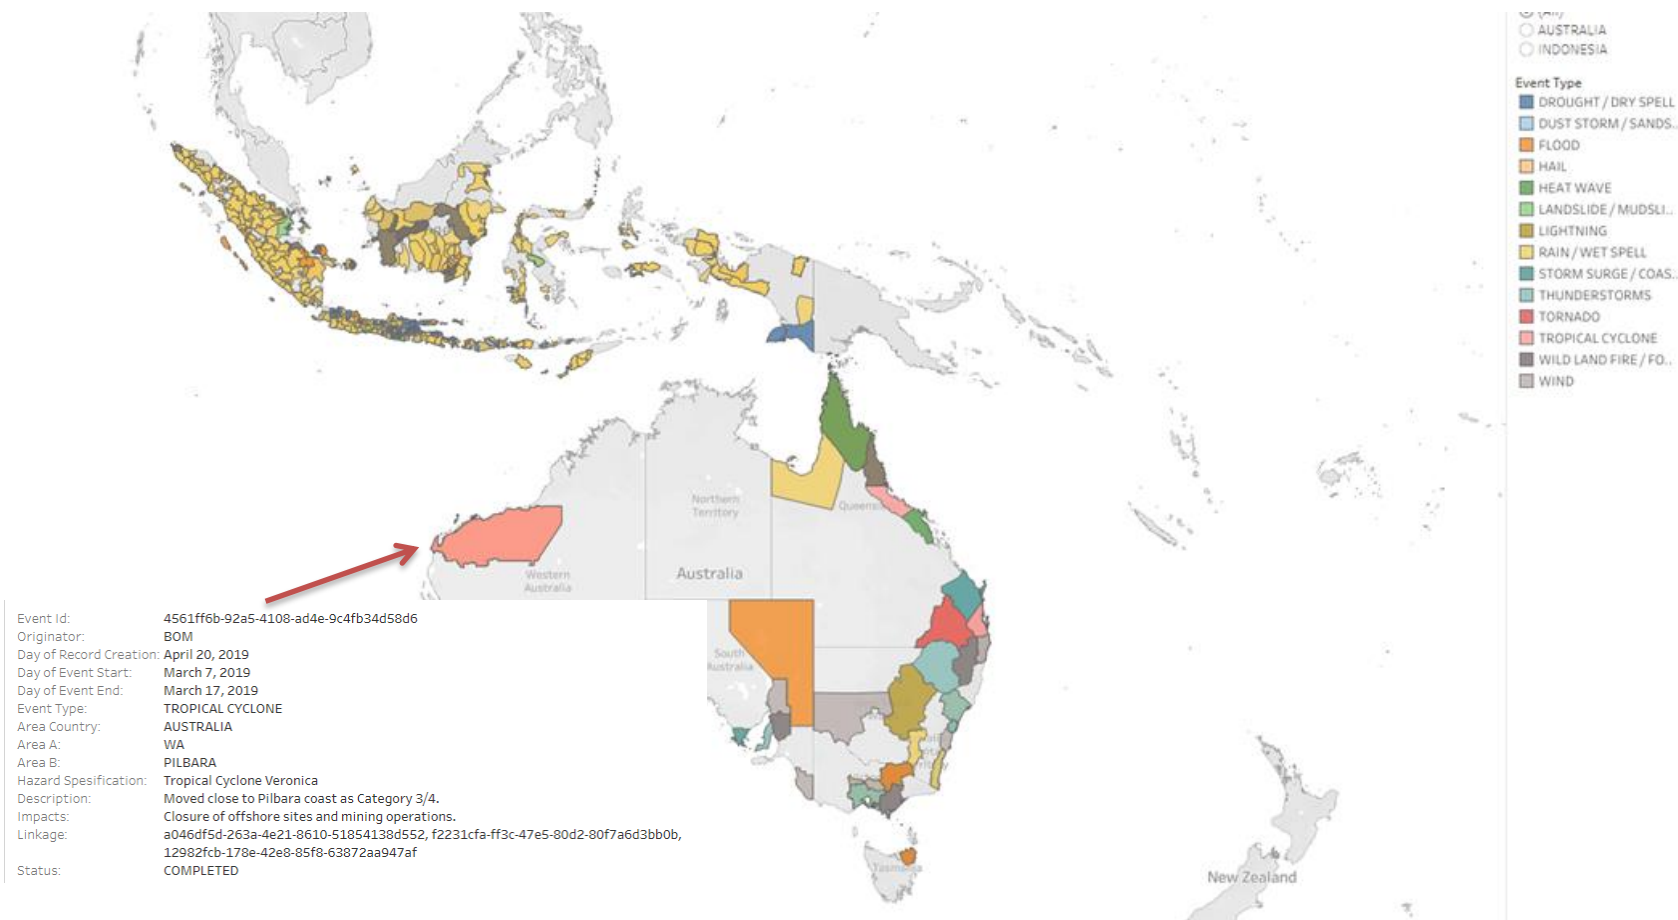 (All)
AUSTRALIA
INDONESIA
Event Type
DROUGHT / DRY SPELL
DUST STORM / SANDS..
FLOOD
HAIL
HEAT WAVE
LANDSLIDE / MUDSLI..
LIGHTNING
RAIN / WET SPELL
STORM SURGE / COAS..
THUNDERSTORMS
TORNADO
TROPICAL CYCLONE
WILD LAND FIRE / FO..
WIND
Northern
Territory
Queensl
Australia
Western
Australia
South
Australia
Tasmania
New Zealand
Event Id: 4561ff6b-92a5-4108-ad4e-9c4fb34d58d6
Originator: BOM
Day of Record Creation: April 20, 2019
Day of Event Start: March 7, 2019
Day of Event End: March 17, 2019
Event Type: TROPICAL CYCLONE
Area Country: AUSTRALIA
Area A: WA
Area B: PILBARA
Hazard Spesification: Tropical Cyclone Veronica
Description: Moved close to Pilbara coast as Category 3/4.
Impacts: Closure of offshore sites and mining operations.
Linkage: a046df5d-263a-4e21-8610-51854138d552, f2231cfa-ff3c-47e5-80d2-80f7a6d3bb0b,
12982fcb-178e-42e8-85f8-63872aa947af
Status: COMPLETED